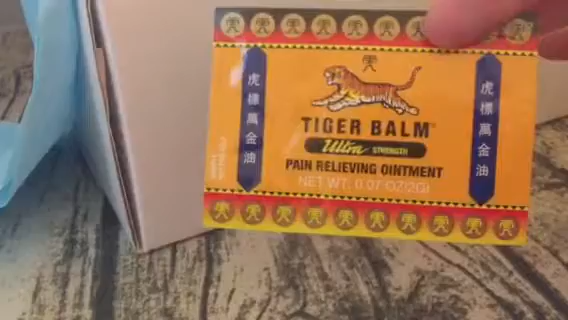 虎標萬金油
TIGER BALM™
Ultra STRENGTH
PAIN RELIEVING OINTMENT
NET WT. 0.07 OZ(2G)
虎標萬金油